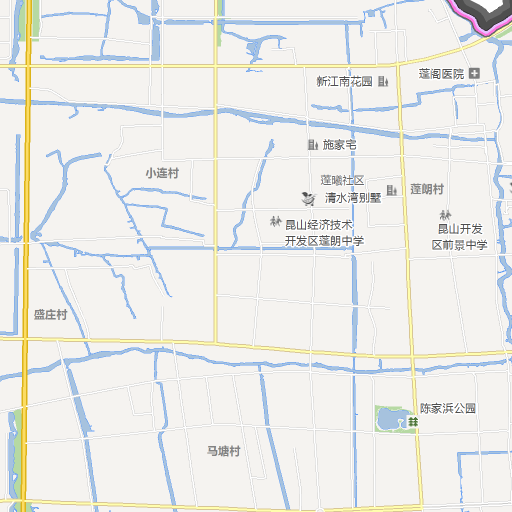 新江南花园
蓬阁医院
施家宅
小连村
蓬曦社区
清水湾别墅
蓬朗村
昆山经济技术
开发区蓬朗中学
昆山开发
区前景中学
盛庄村
陈家浜公园
马塘村